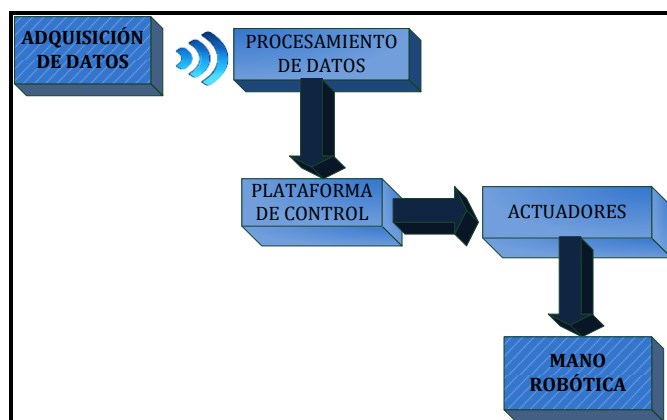 ADQUISICIÓN
DE DATOS
PROCESAMIENTO
DE DATOS
PLATAFORMA
DE CONTROL
ACTUADORES
MANO
ROBÓTICA